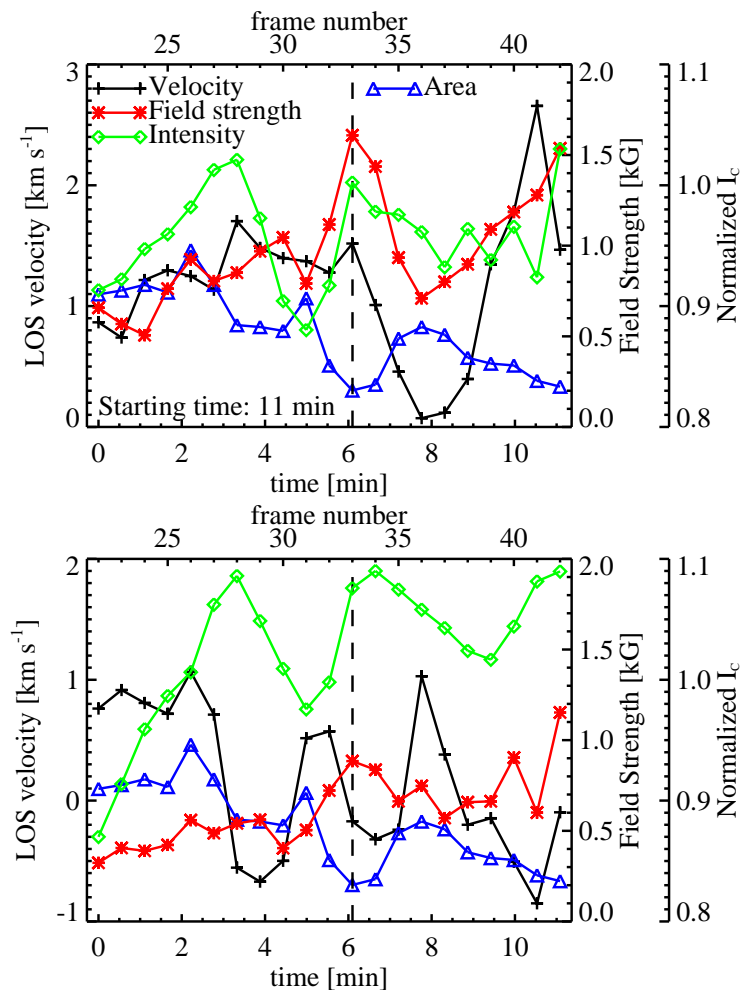 frame number
25 30 35 40
3 2.0 1.1
Velocity Area
Field strength
Intensity
1.5
2 1.0
1.0
1 0.9
0.5
Starting time: 11 min
0 0.0 0.8
LOS velocity [km s-1]
Field Strength [kG]
Normalized Ic
0 2 4 6 8 10
time [min]
frame number
25 30 35 40
2 2.0 1.1
1.5
1 1.0
1.0
0 0.9
0.5
-1 0.0 0.8
LOS velocity [km s-1]
Field Strength [kG]
Normalized Ic
0 2 4 6 8 10
time [min]